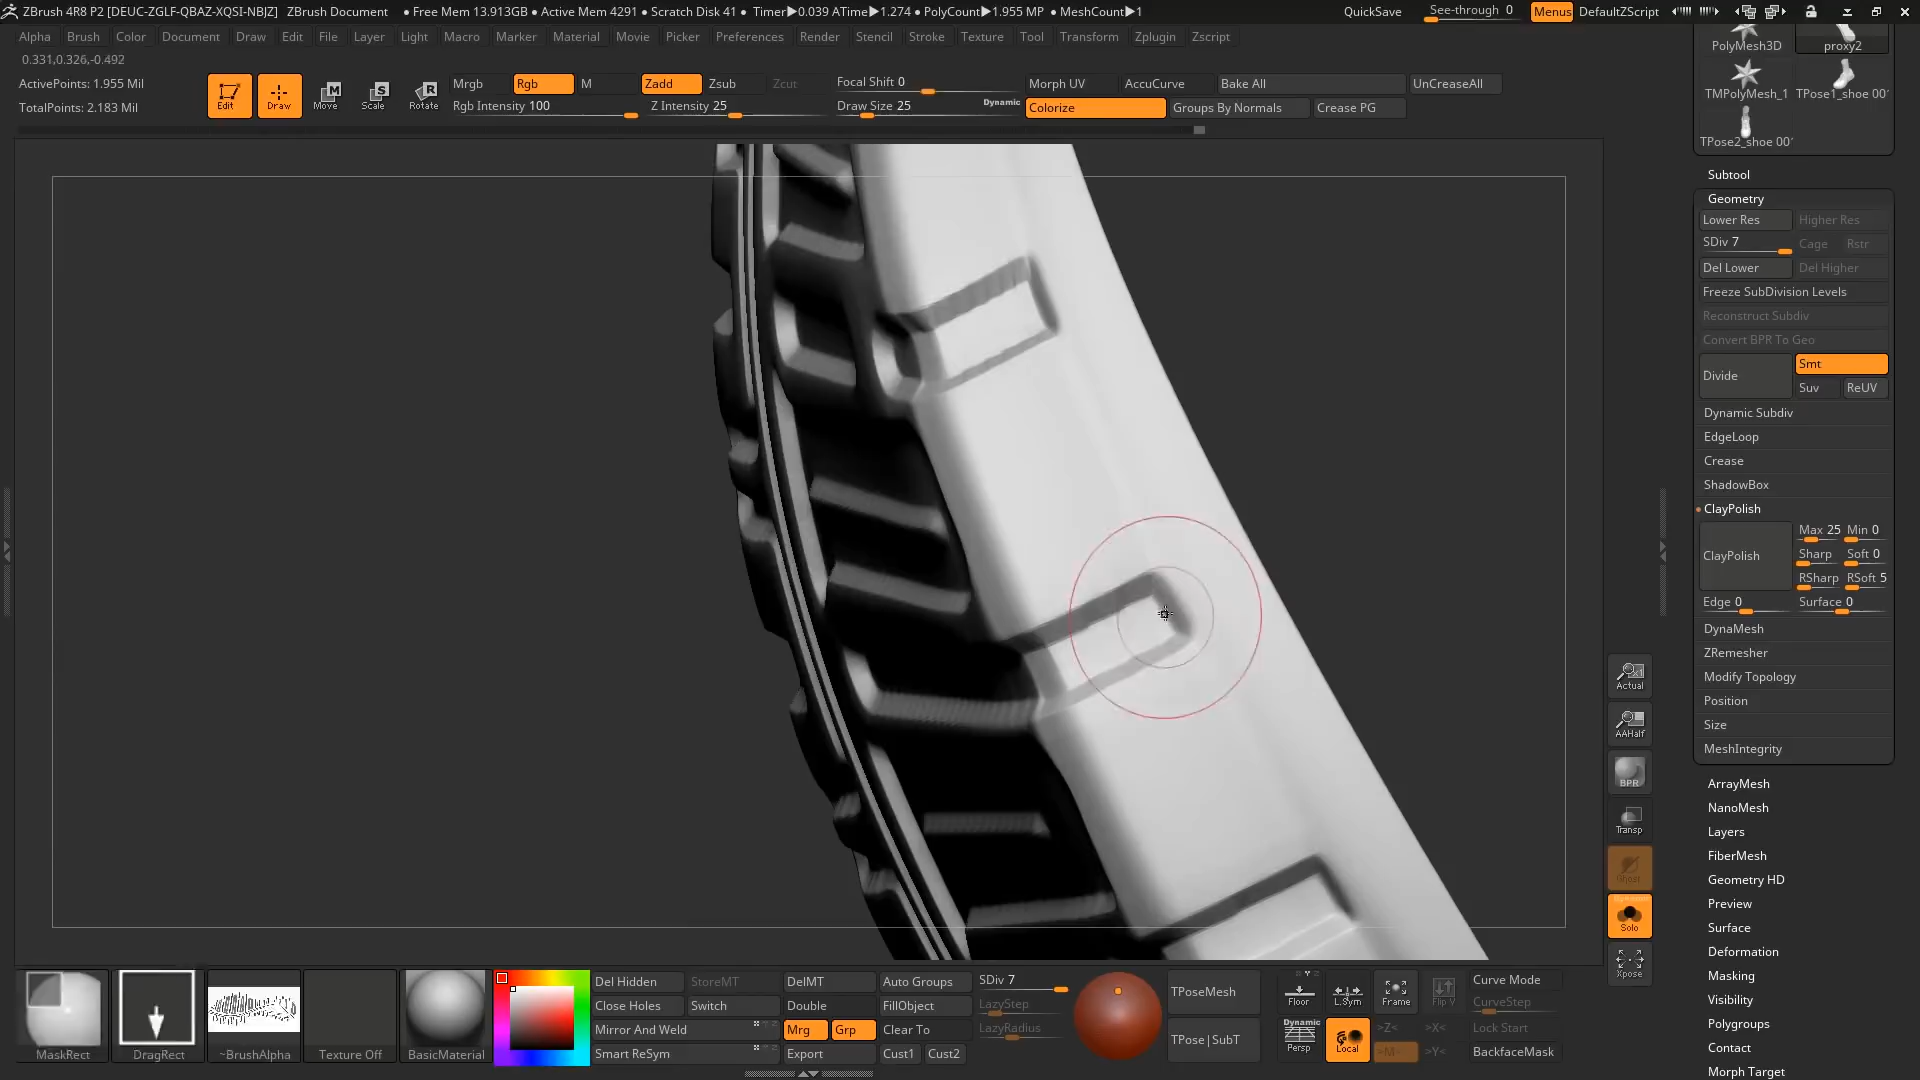 ZBrush 4R8 P2 [DEUC-ZGLF-QBAZ-XQSI-NBJZ] ZBrush Document ● Free Mem 13.913GB ● Active Mem 4291 ● Scratch Disk 41 ● Timer▶0.039 ATime▶1.274 ● PolyCount▶1.955 MP ● MeshCount▶1 QuickSave See-through 0 Menus DefaultZScript
Alpha Brush Color Document Draw Edit File Layer Light Macro Marker Material Movie Picker Preferences Render Stencil Stroke Texture Tool Transform Zplugin Zscript
0.331,0.326,-0.492
ActivePoints: 1.955 Mil
TotalPoints: 2.183 Mil
Edit Draw Move Scale Rotate
Mrgb Rgb M Zadd Zsub Zcut Focal Shift 0 Morph UV AccuCurve Bake All UnCreaseAll
Rgb Intensity 100 Z Intensity 25 Draw Size 25 Dynamic Colorize Groups By Normals Crease PG
PolyMesh3D proxy2
TMPolyMesh_1 TPose1_shoe 00'
TPose2_shoe 00'
Subtool
Geometry
Lower Res Higher Res
SDiv 7 Cage Rstr
Del Lower Del Higher
Freeze SubDivision Levels
Reconstruct Subdiv
Convert BPR To Geo
Divide Smt
Suv ReUV
Dynamic Subdiv
EdgeLoop
Crease
ShadowBox
ClayPolish
ClayPolish Max 25 Min 0
Sharp Soft 0
RSharp RSoft 5
Edge 0 Surface 0
DynaMesh
ZRemesher
Modify Topology
Position
Size
MeshIntegrity
ArrayMesh
NanoMesh
Layers
FiberMesh
Geometry HD
Preview
Surface
Deformation
Masking
Visibility
Polygroups
Contact
Morph Target
Actual
AAHalf
BPR
Transp
Ghost
Solo
Xpose
MaskRect DragRect ~BrushAlpha Texture Off BasicMaterial
Del Hidden StoreMT DelMT Auto Groups SDiv 7
Close Holes Switch Double FillObject LazyStep
Mirror And Weld Mrg Grp Clear To LazyRadius
Smart ReSym Export Cust1 Cust2
TPoseMesh
TPose|SubT
Floor L.Sym Frame Flip V
Dynamic
Persp Local >Z< >X<
>M< >Y<
Curve Mode
CurveStep
Lock Start
BackfaceMask